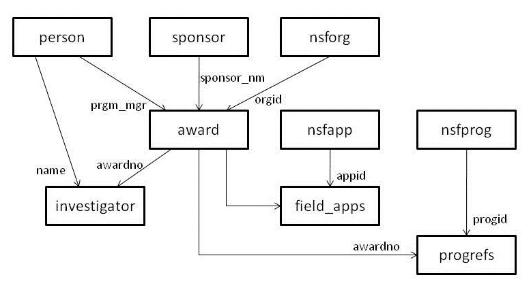 person
sponsor
nsforg
sponsor_nm
prgm_mgr
orgid
award
nsfapp
nsfprog
name
awardno
appid
investigator
field_apps
progid
awardno
progrefs